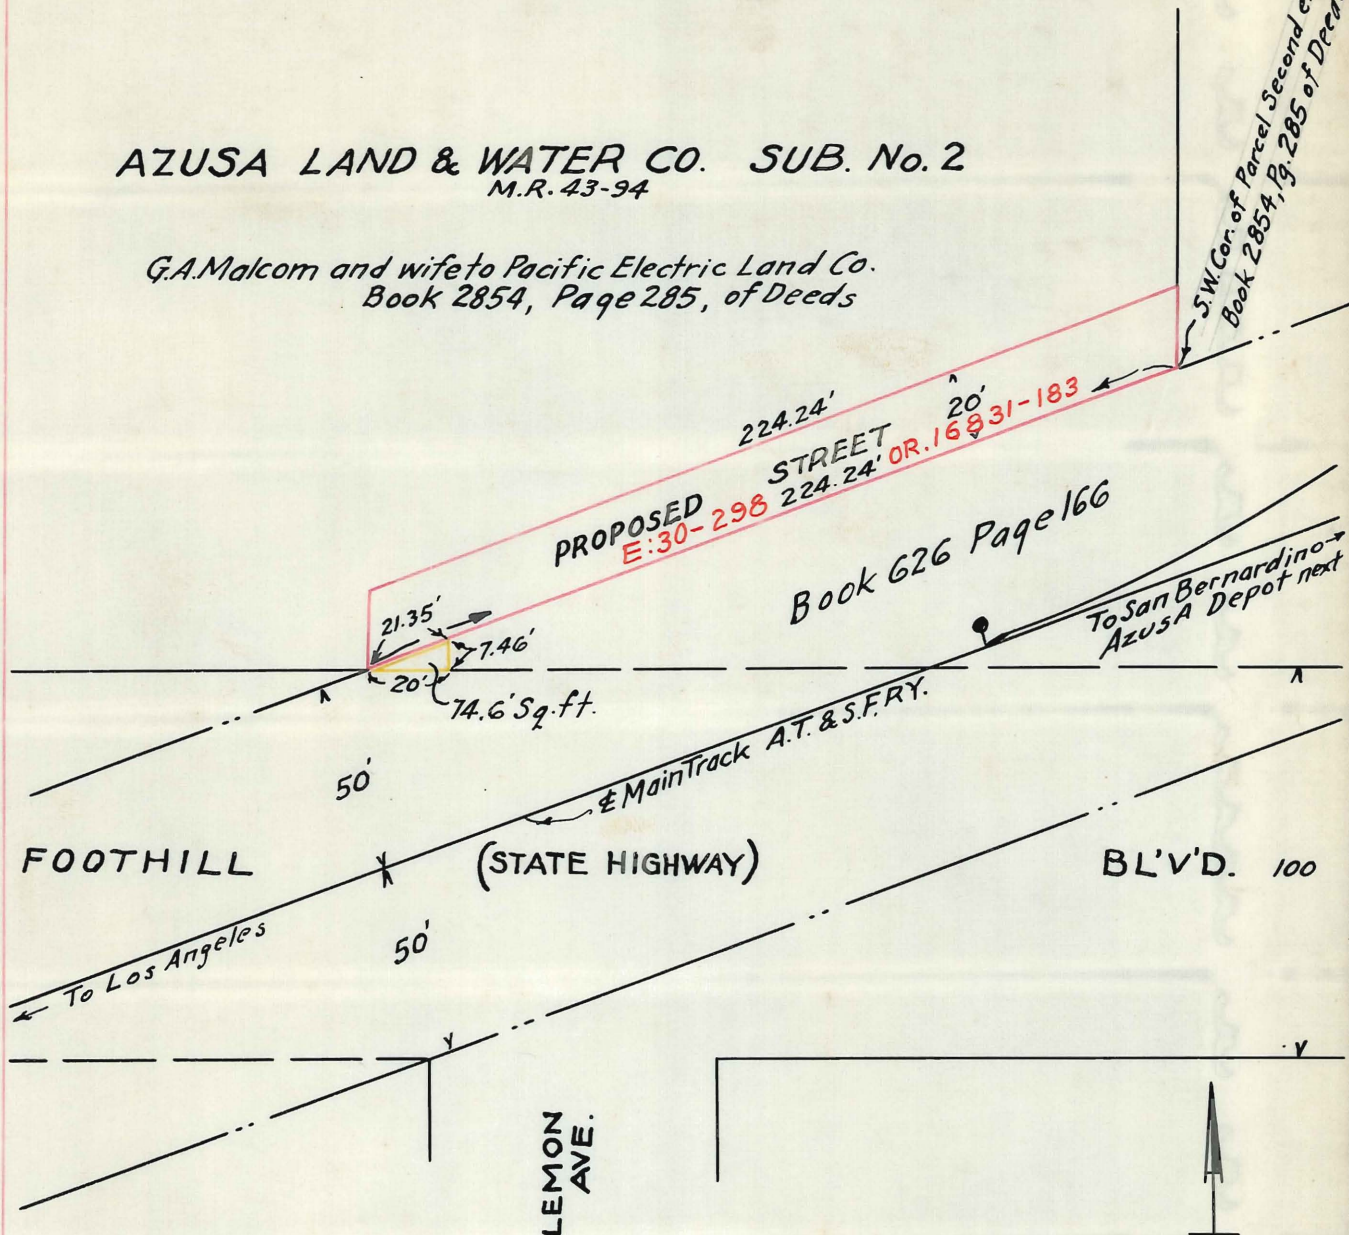 AZUSA LAND & WATER CO. SUB. No. 2
M.R. 43-94
G.A. Malcom and wife to Pacific Electric Land Co.
Book 2854, Page 285, of Deeds
S.W. Cor. of Parcel Second
Book 2854, Pg. 285 of
224.24'
20'
PROPOSED STREET
E:30-298 224.24' O.R. 16831-183
Book 626 Page 166
21.35'
7.46'
20'
74.6' Sq. ft.
To San Bernardino
AZUSA Depot next
50'
℄ Main Track A.T. & S.F. RY.
FOOTHILL (STATE HIGHWAY) BL'V'D. 100
50'
To Los Angeles
LEMON
AVE.